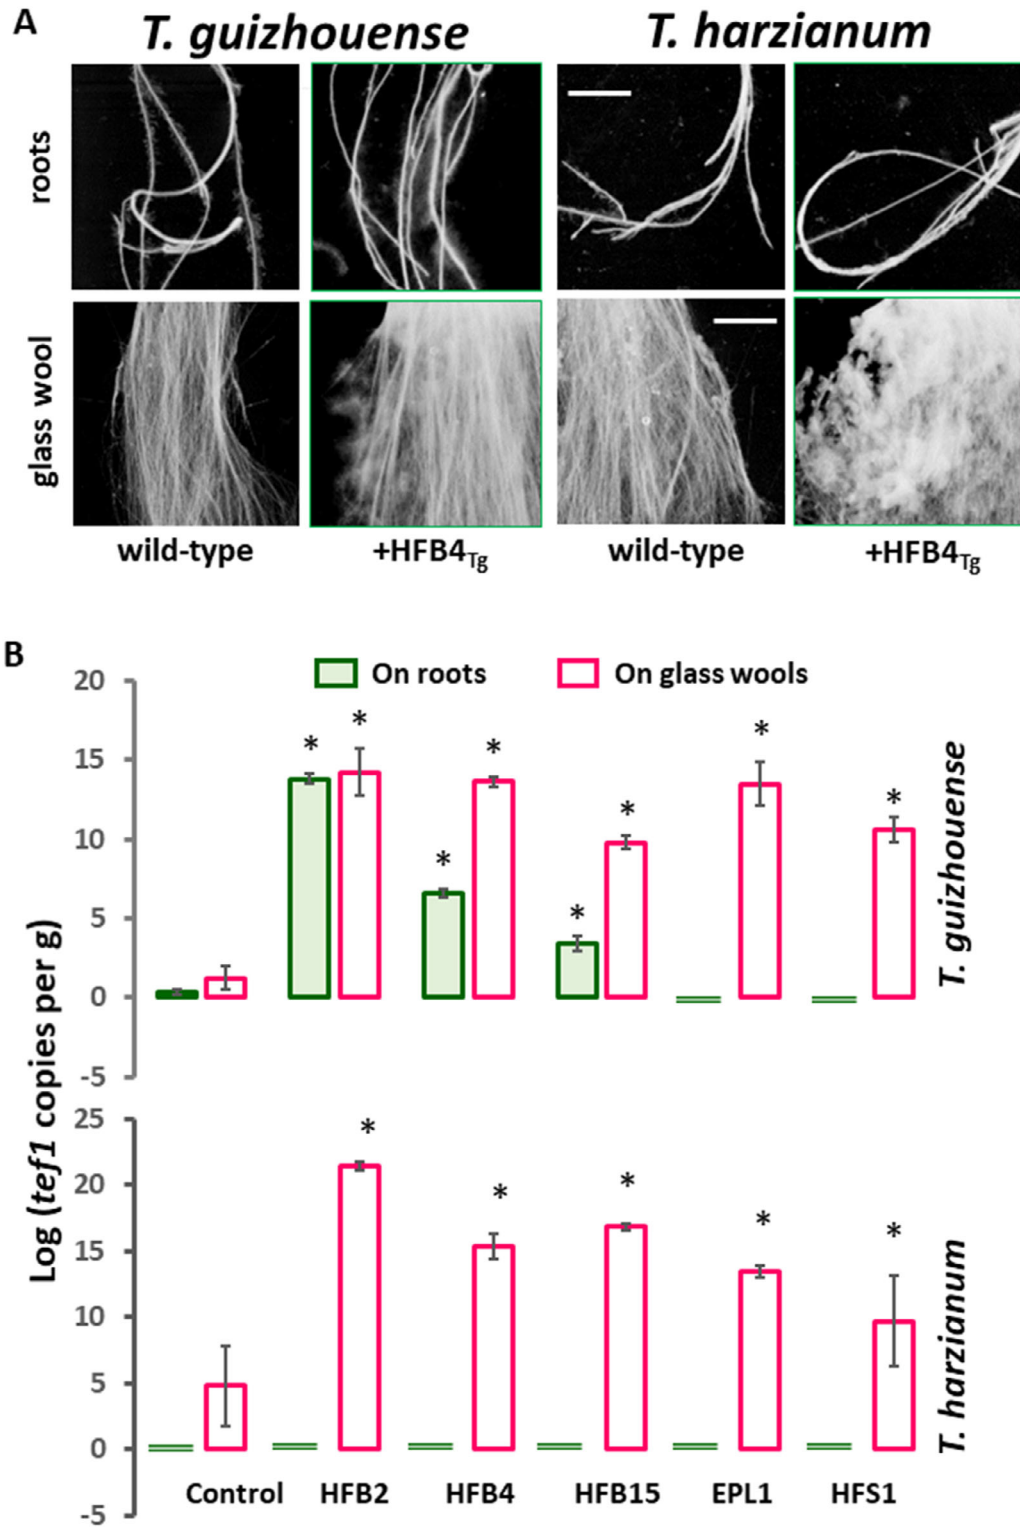 A
T. guizhouense
T. harzianum
roots
glass wool
wild-type
+HFB4Tg
wild-type
+HFB4Tg
B
On roots
On glass wools
Log (tef1 copies per g)
20
15
10
5
0
-5
T. guizhouense
* * * * * * * *
25
20
15
10
5
0
-5
T. harzianum
* * * * *
Control HFB2 HFB4 HFB15 EPL1 HFS1